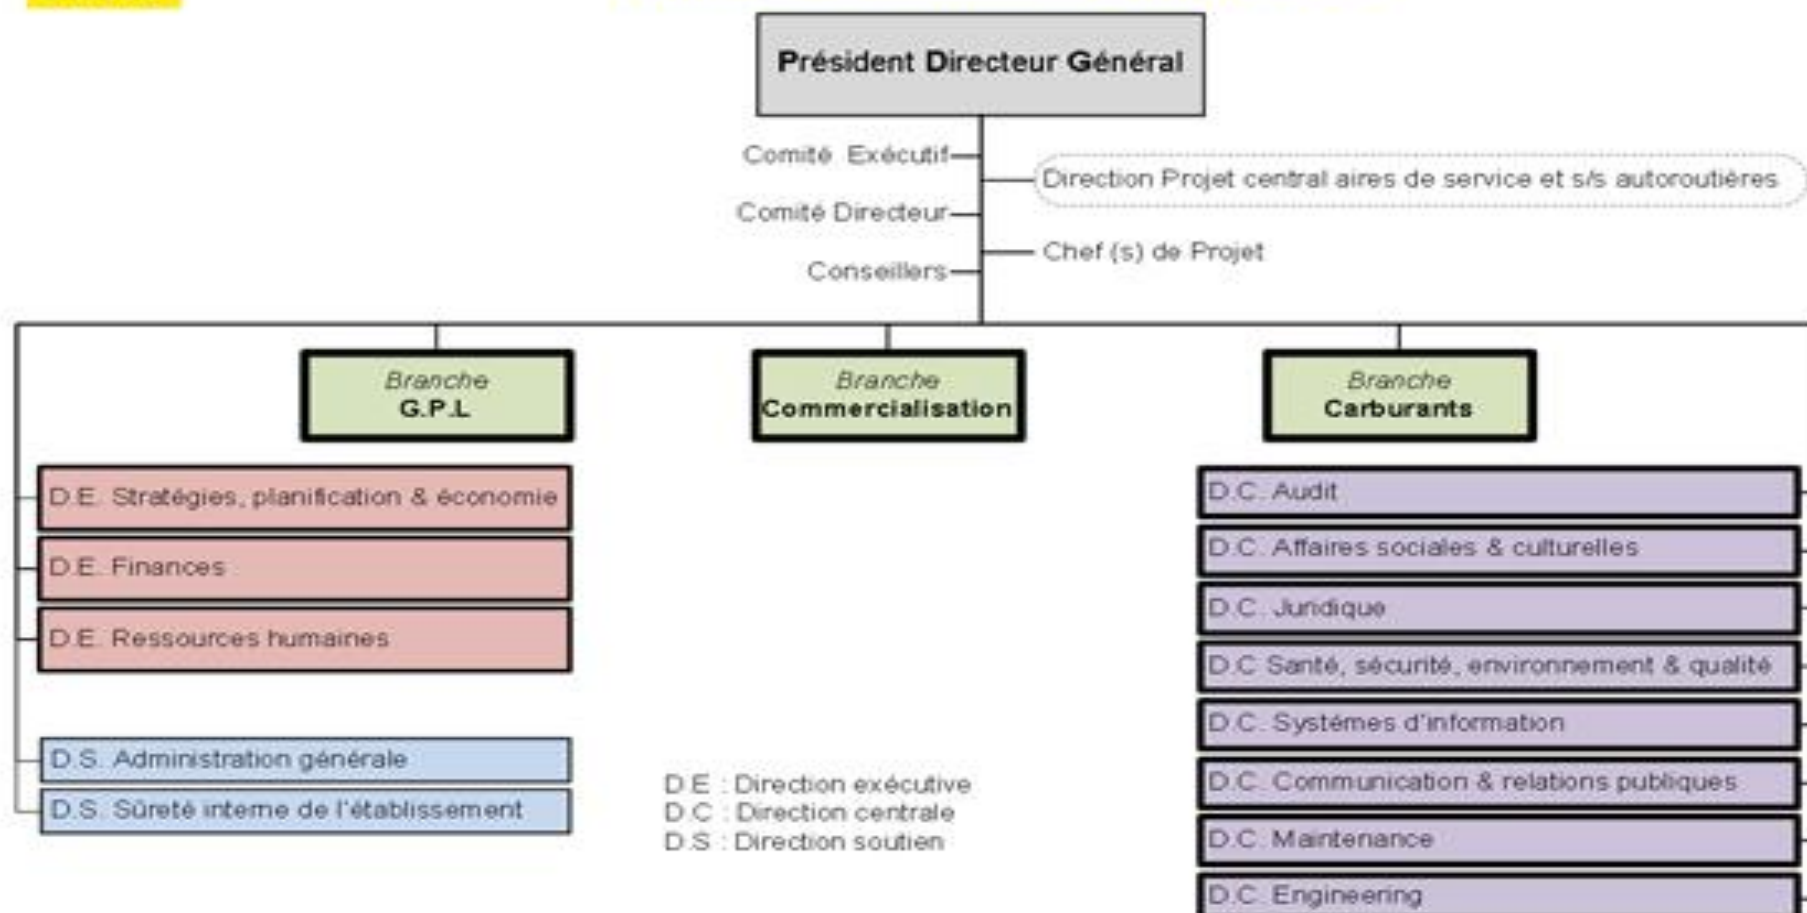 Président Directeur Général
Comité Exécutif
Direction Projet central aires de service et s/s autoroutières
Comité Directeur
Chef (s) de Projet
Conseillers
Branche
G.P.L
Branche
Commercialisation
Branche
Carburants
D.E. Stratégies, planification & économie
D.E. Finances
D.E. Ressources humaines
D.S. Administration générale
D.S. Sûreté interne de l'établissement
D.E : Direction exécutive
D.C : Direction centrale
D.S : Direction soutien
D.C. Audit
D.C. Affaires sociales & culturelles
D.C. Juridique
D.C Santé, sécurité, environnement & qualité
D.C. Systèmes d'information
D.C. Communication & relations publiques
D.C. Maintenance
D.C. Engineering